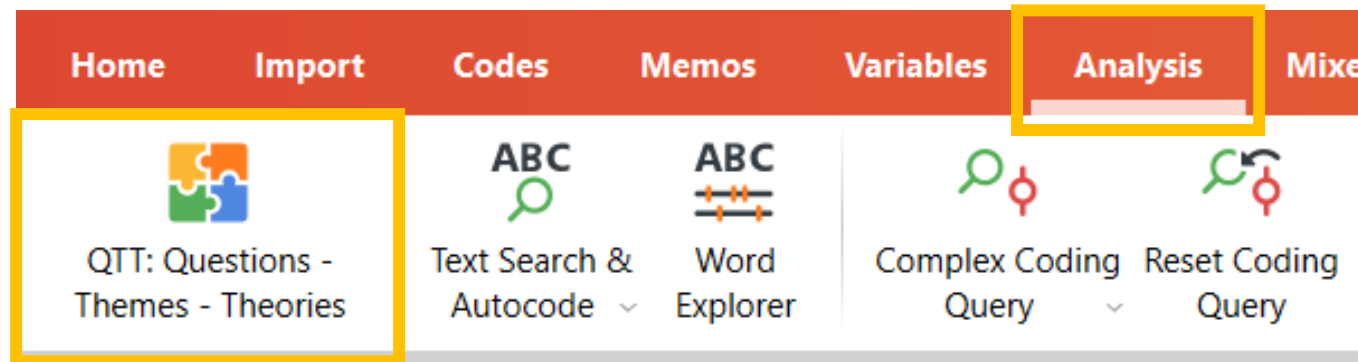 Home Import Codes Memos Variables Analysis Mixe
ABC ABC
QTT: Questions - Text Search & Word Complex Coding Reset Coding
Themes - Theories Autocode Explorer Query Query